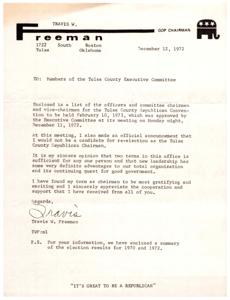 TRAVIS W.
Freeman
GOP CHAIRMAN
1722 South Boston
Tulsa Oklahoma
December 12, 1972
TO: Members of the Tulsa County Executive Committee
Enclosed is a list of the officers and committee chairmen
and vice-chairmen for the Tulsa County Republican Conven-
tion to be held February 10, 1973, which was approved by
the Executive Committee at its meeting on Monday night,
December 11, 1972.
At this meeting, I also made an official announcement that
I would not be a candidate for reelection as the Tulsa
County Republican Chairman.
It is my sincere opinion that two terms in this office is
sufficient for any one person and that new leadership has
some very definite advantages to our total organization
and its continuing quest for good government.
I have found my term as chairman to be most gratifying and
exciting and I sincerely appreciate the cooperation and
support that I have received from all of you.
Regards,
Travis
Travis W. Freeman
TWF:ml
P.S. For your information, we have enclosed a summary
of the election results for 1970 and 1972.
"IT'S GREAT TO BE A REPUBLICAN"